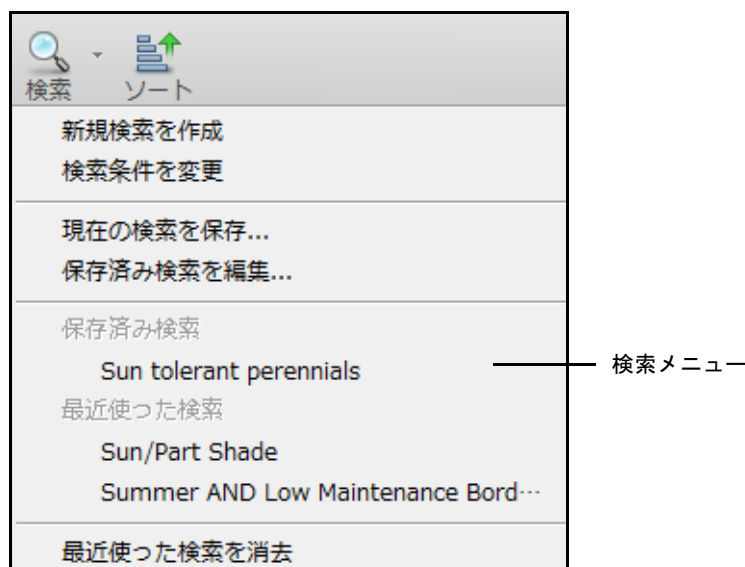 検索 ソート
新規検索を作成
検索条件を変更
現在の検索を保存...
保存済み検索を編集...
保存済み検索
Sun tolerant perennials
検索メニュー
最近使った検索
Sun/Part Shade
Summer AND Low Maintenance Bord…
最近使った検索を消去